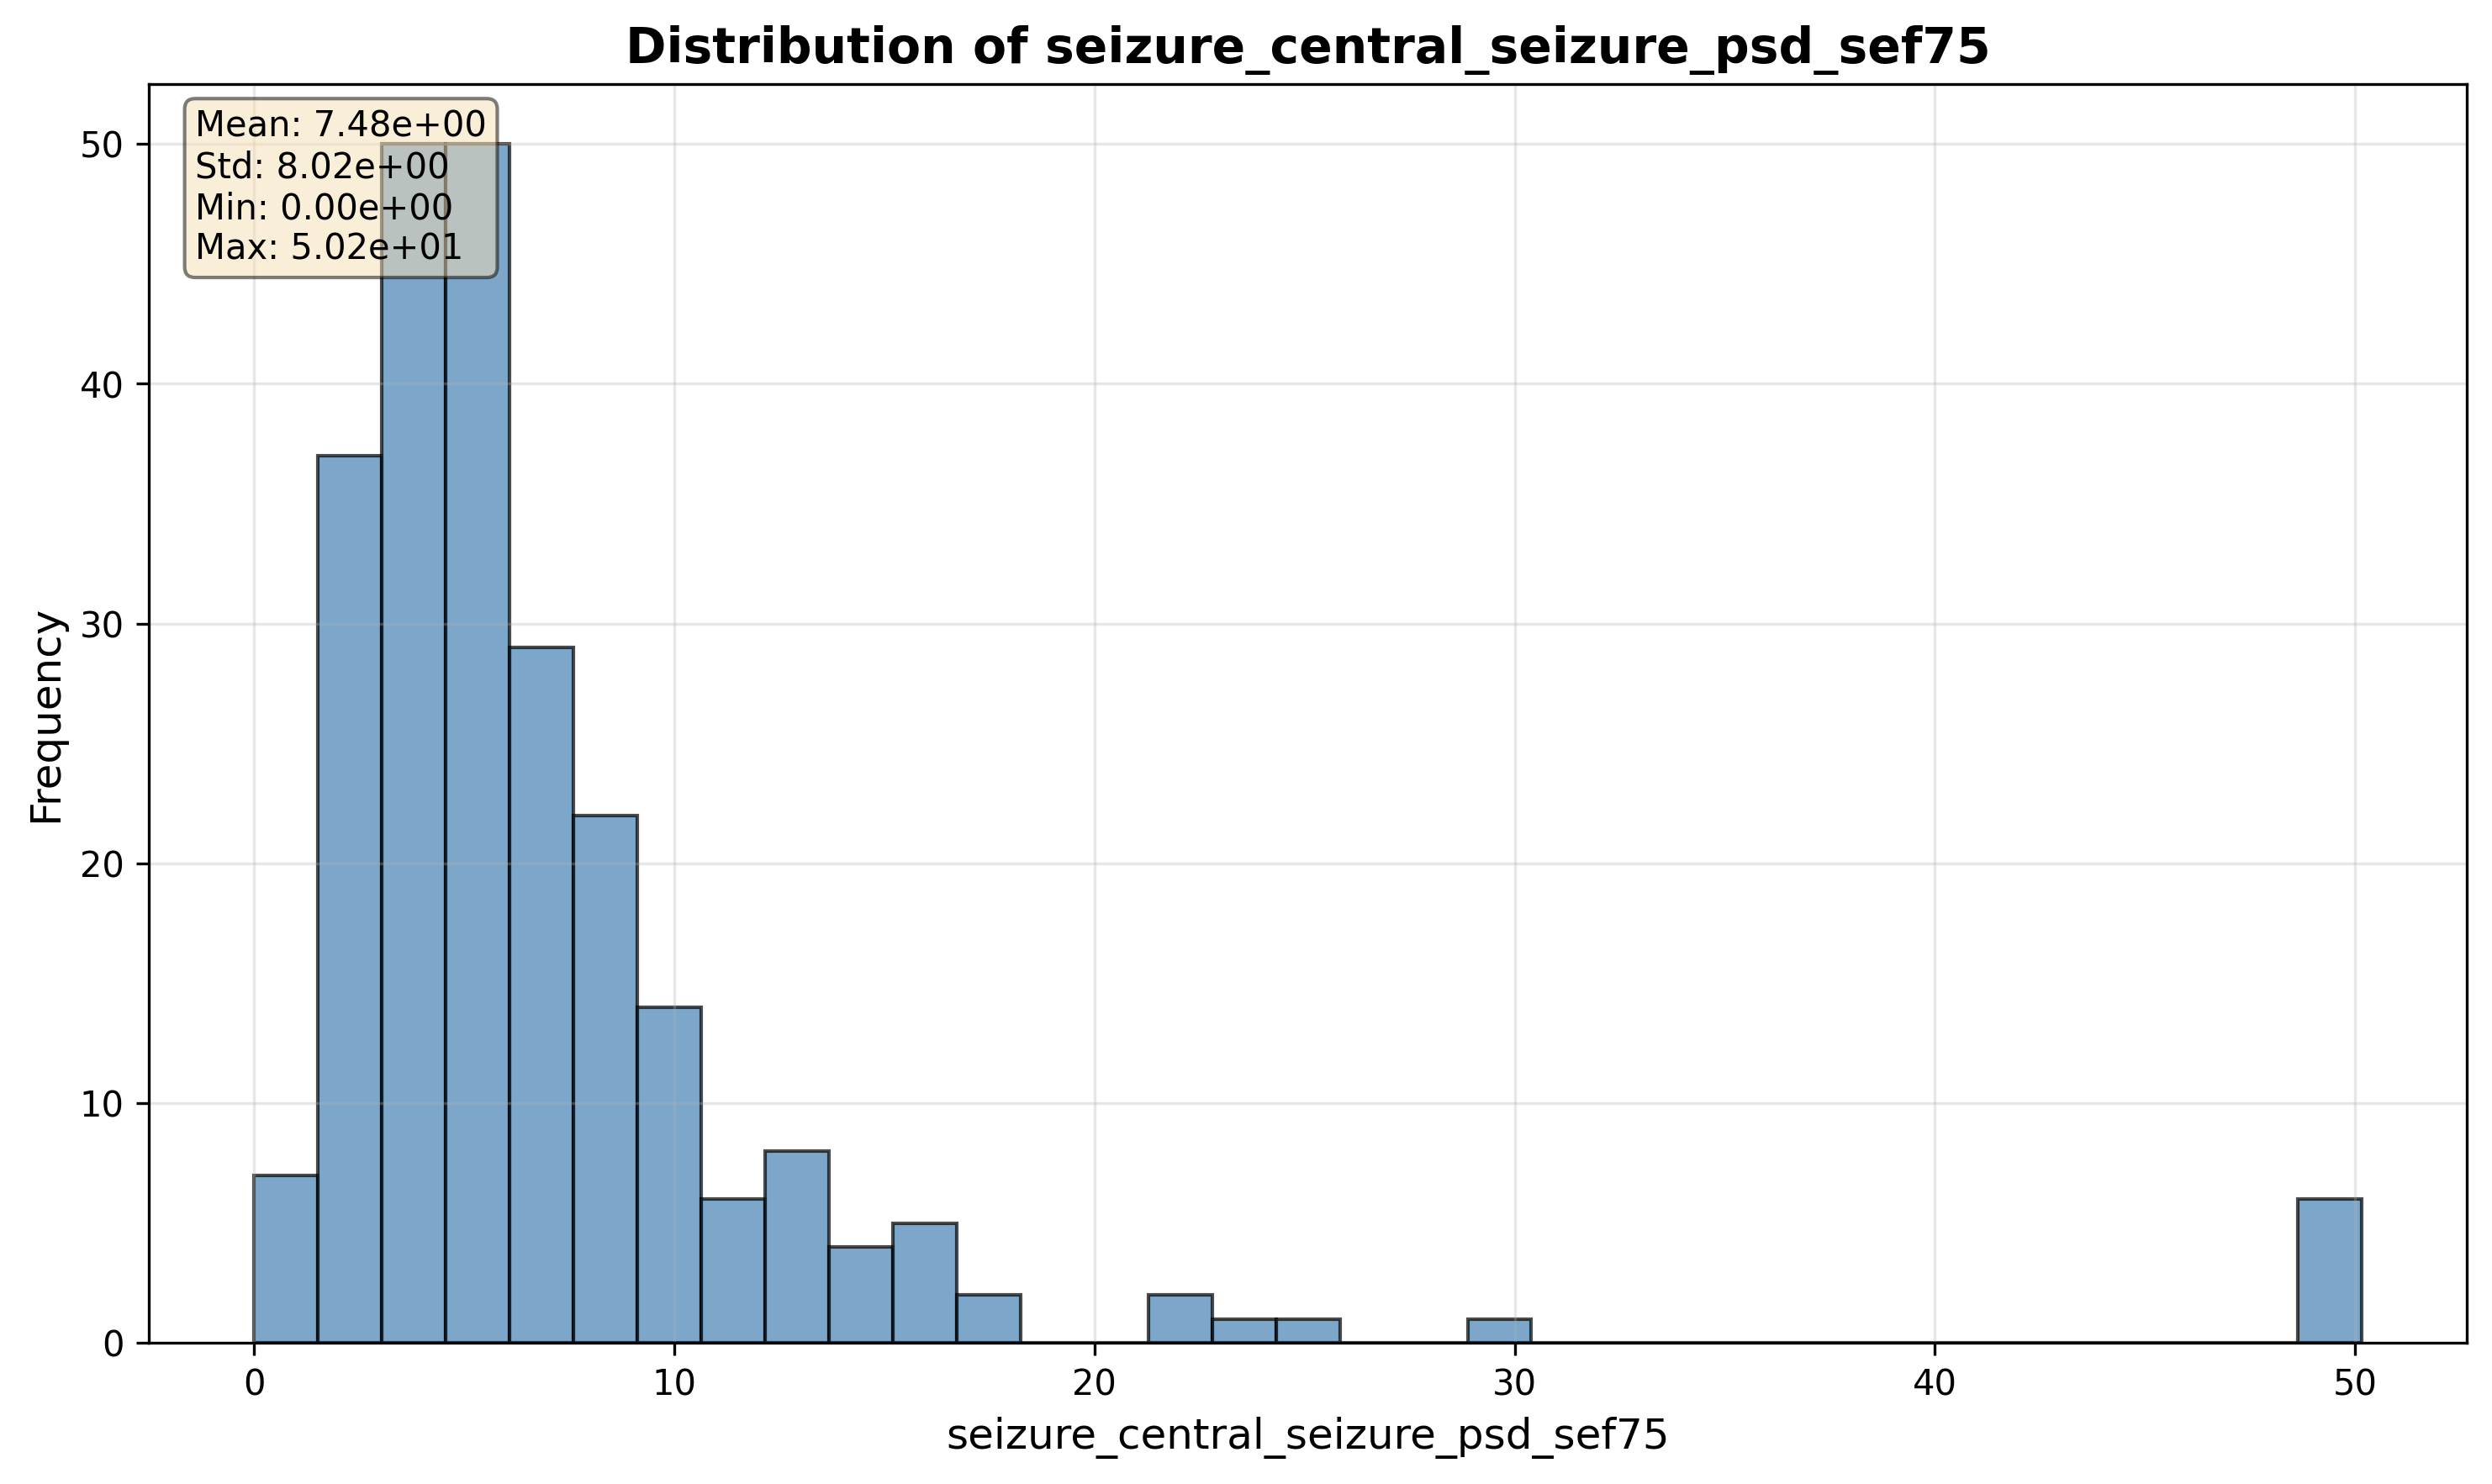 Distribution of seizure_central_seizure_psd_sef75
Mean: 7.48e+00
Std: 8.02e+00
Min: 0.00e+00
Max: 5.02e+01
50
40
30
20
10
0
Frequency
0 10 20 30 40 50
seizure_central_seizure_psd_sef75